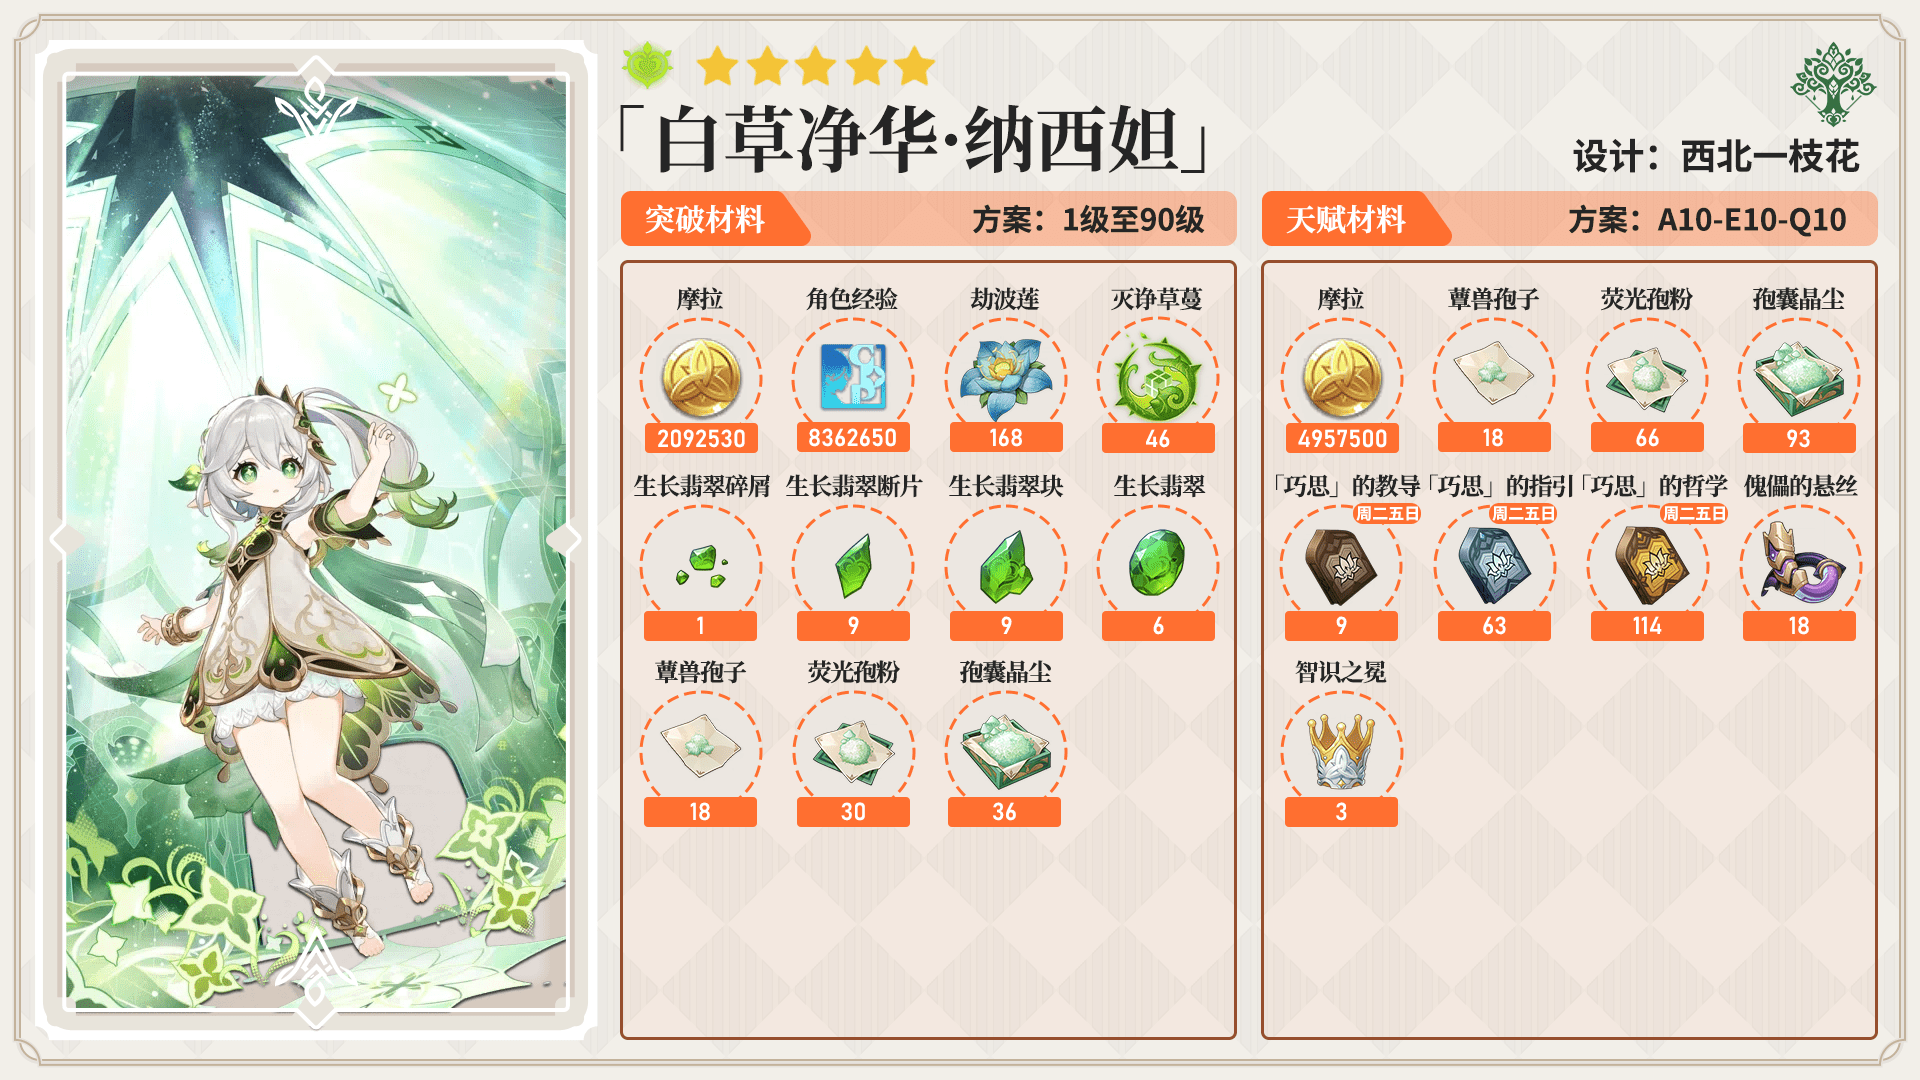 「白草净华·纳西妲」
设计：西北一枝花
突破材料
方案：1级至90级
摩拉
角色经验
劫波莲
灭诤草蔓
2092530
8362650
168
46
生长翡翠碎屑
生长翡翠断片
生长翡翠块
生长翡翠
1
9
9
6
蕈兽孢子
荧光孢粉
孢囊晶尘
18
30
36
天赋材料
方案：A10-E10-Q10
摩拉
蕈兽孢子
荧光孢粉
孢囊晶尘
4957500
18
66
93
「巧思」的教导
「巧思」的指引
「巧思」的哲学
傀儡的悬丝
周二五日
周二五日
周二五日
9
63
114
18
智识之冕
3